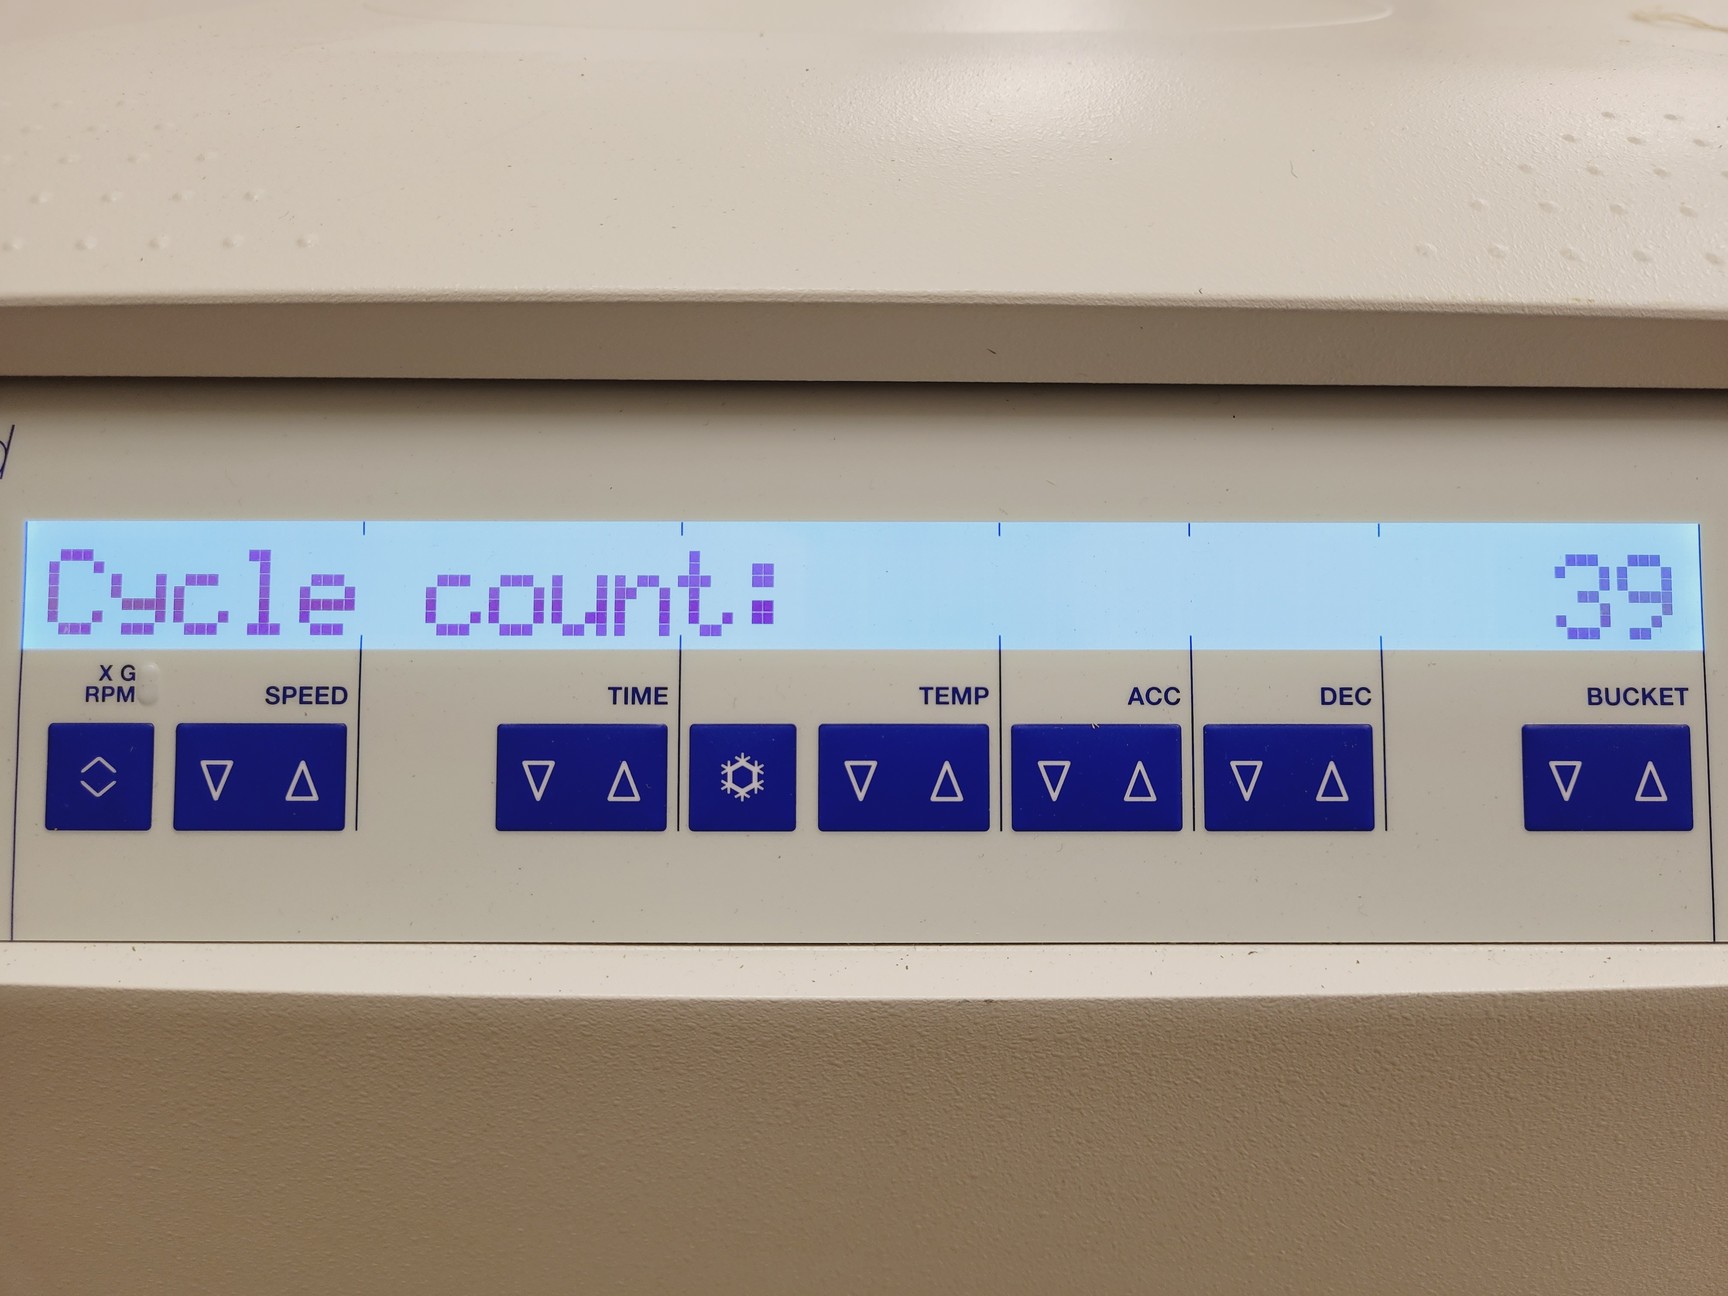 Cycle count: 39
X G
RPM
SPEED
TIME
TEMP
ACC
DEC
BUCKET